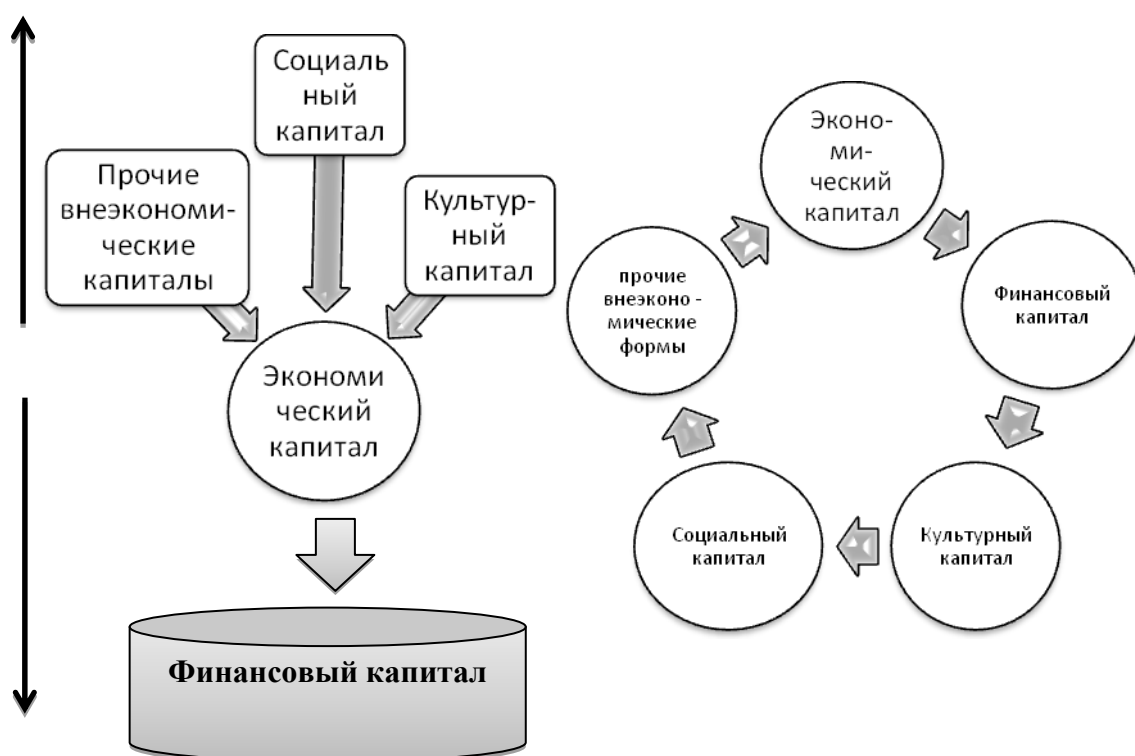 Социаль
ный
капитал
Прочие
внеэкономи-
ческие
капиталы
Культур-
ный
капитал
Экономи
ческий
капитал
Финансовый капитал
Эконо-
ми-
ческий
капитал
Финансовый
капитал
Культурный
капитал
Социальный
капитал
прочие
внеэконо -
мические
формы